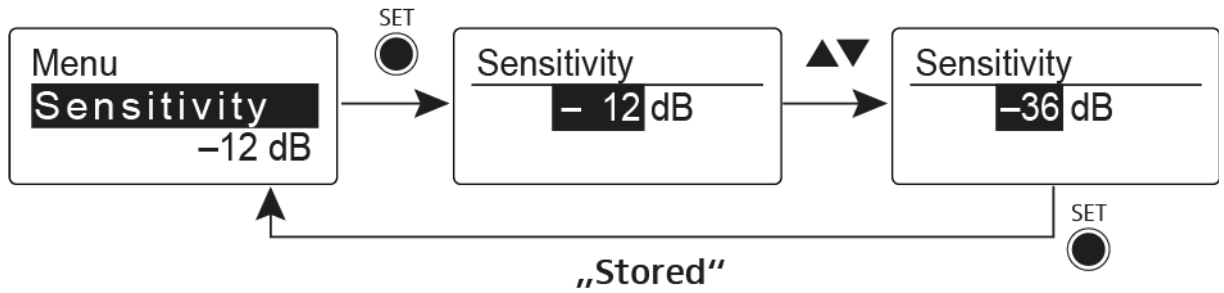 SET
Menu
Sensitivity
–12 dB
Sensitivity
– 12 dB
▲▼
Sensitivity
–36 dB
SET
„Stored“